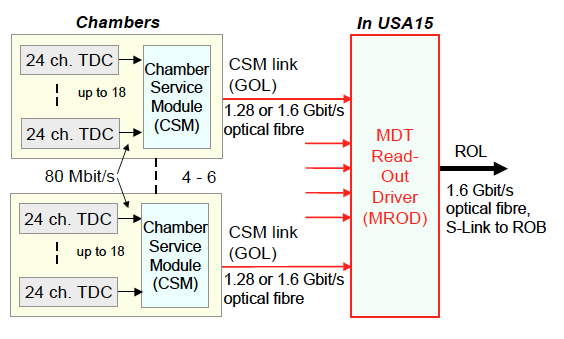 Chambers
In USA15
24 ch. TDC
up to 18
24 ch. TDC
Chamber
Service
Module
(CSM)
CSM link
(GOL)
1.28 or 1.6 Gbit/s
optical fibre
80 Mbit/s
4 - 6
24 ch. TDC
up to 18
24 ch. TDC
Chamber
Service
Module
(CSM)
CSM link
(GOL)
1.28 or 1.6 Gbit/s
optical fibre
MDT
Read-
Out
Driver
(MROD)
ROL
1.6 Gbit/s
optical fibre,
S-Link to ROB